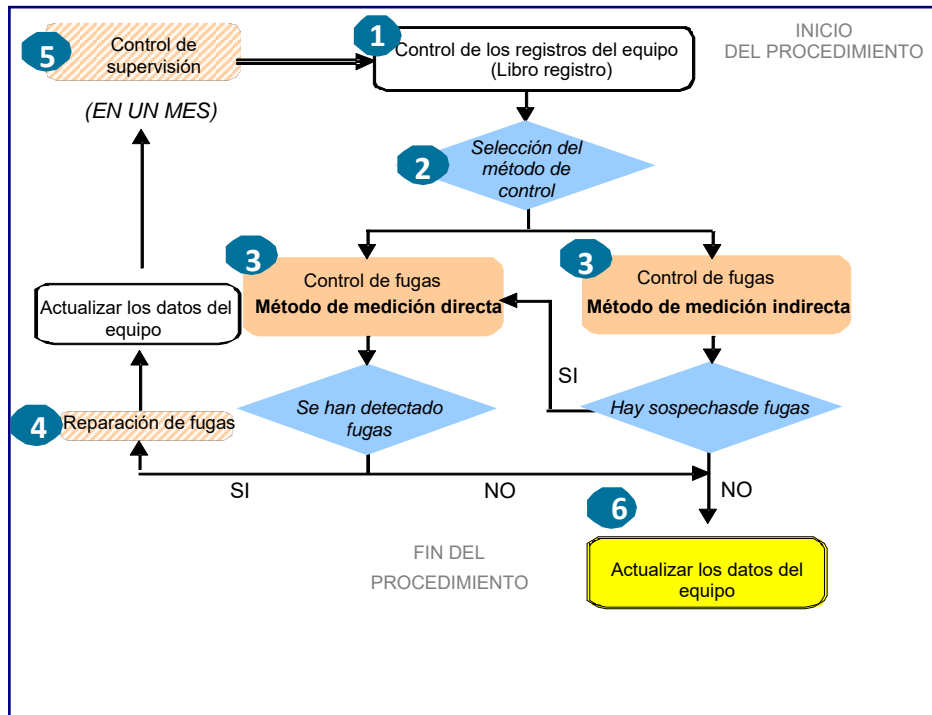 5
Control de
supervisión
(EN UN MES)
1
Control de los registros del equipo
(Libro registro)
INICIO
DEL PROCEDIMIENTO
2
Selección del
método de
control
3
Control de fugas
Método de medición directa
3
Control de fugas
Método de medición indirecta
Actualizar los datos del
equipo
SI
4
Reparación de fugas
Se han detectado
fugas
Hay sospechasde fugas
SI
NO
NO
6
Actualizar los datos del
equipo
FIN DEL
PROCEDIMIENTO